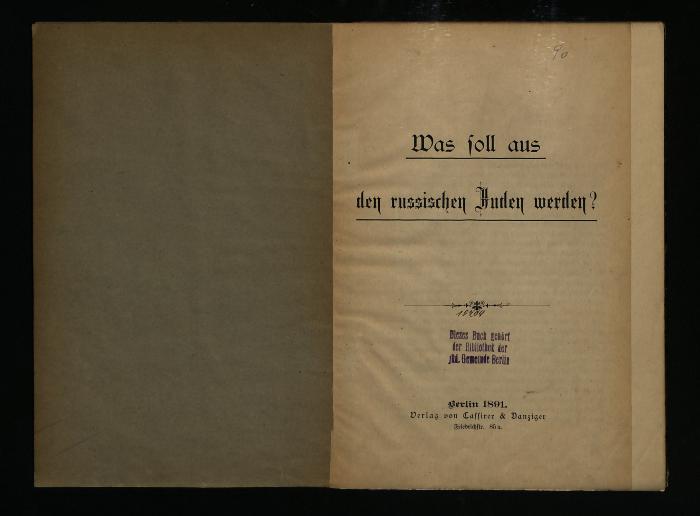 90
Was soll aus
den russischen Juden werden?
Dieses Buch gehört
der Bibliothek der
jüd. Gemeinde Berlin
Berlin 1891.
Verlag von Cassirer & Danziger
Friedrichstr.